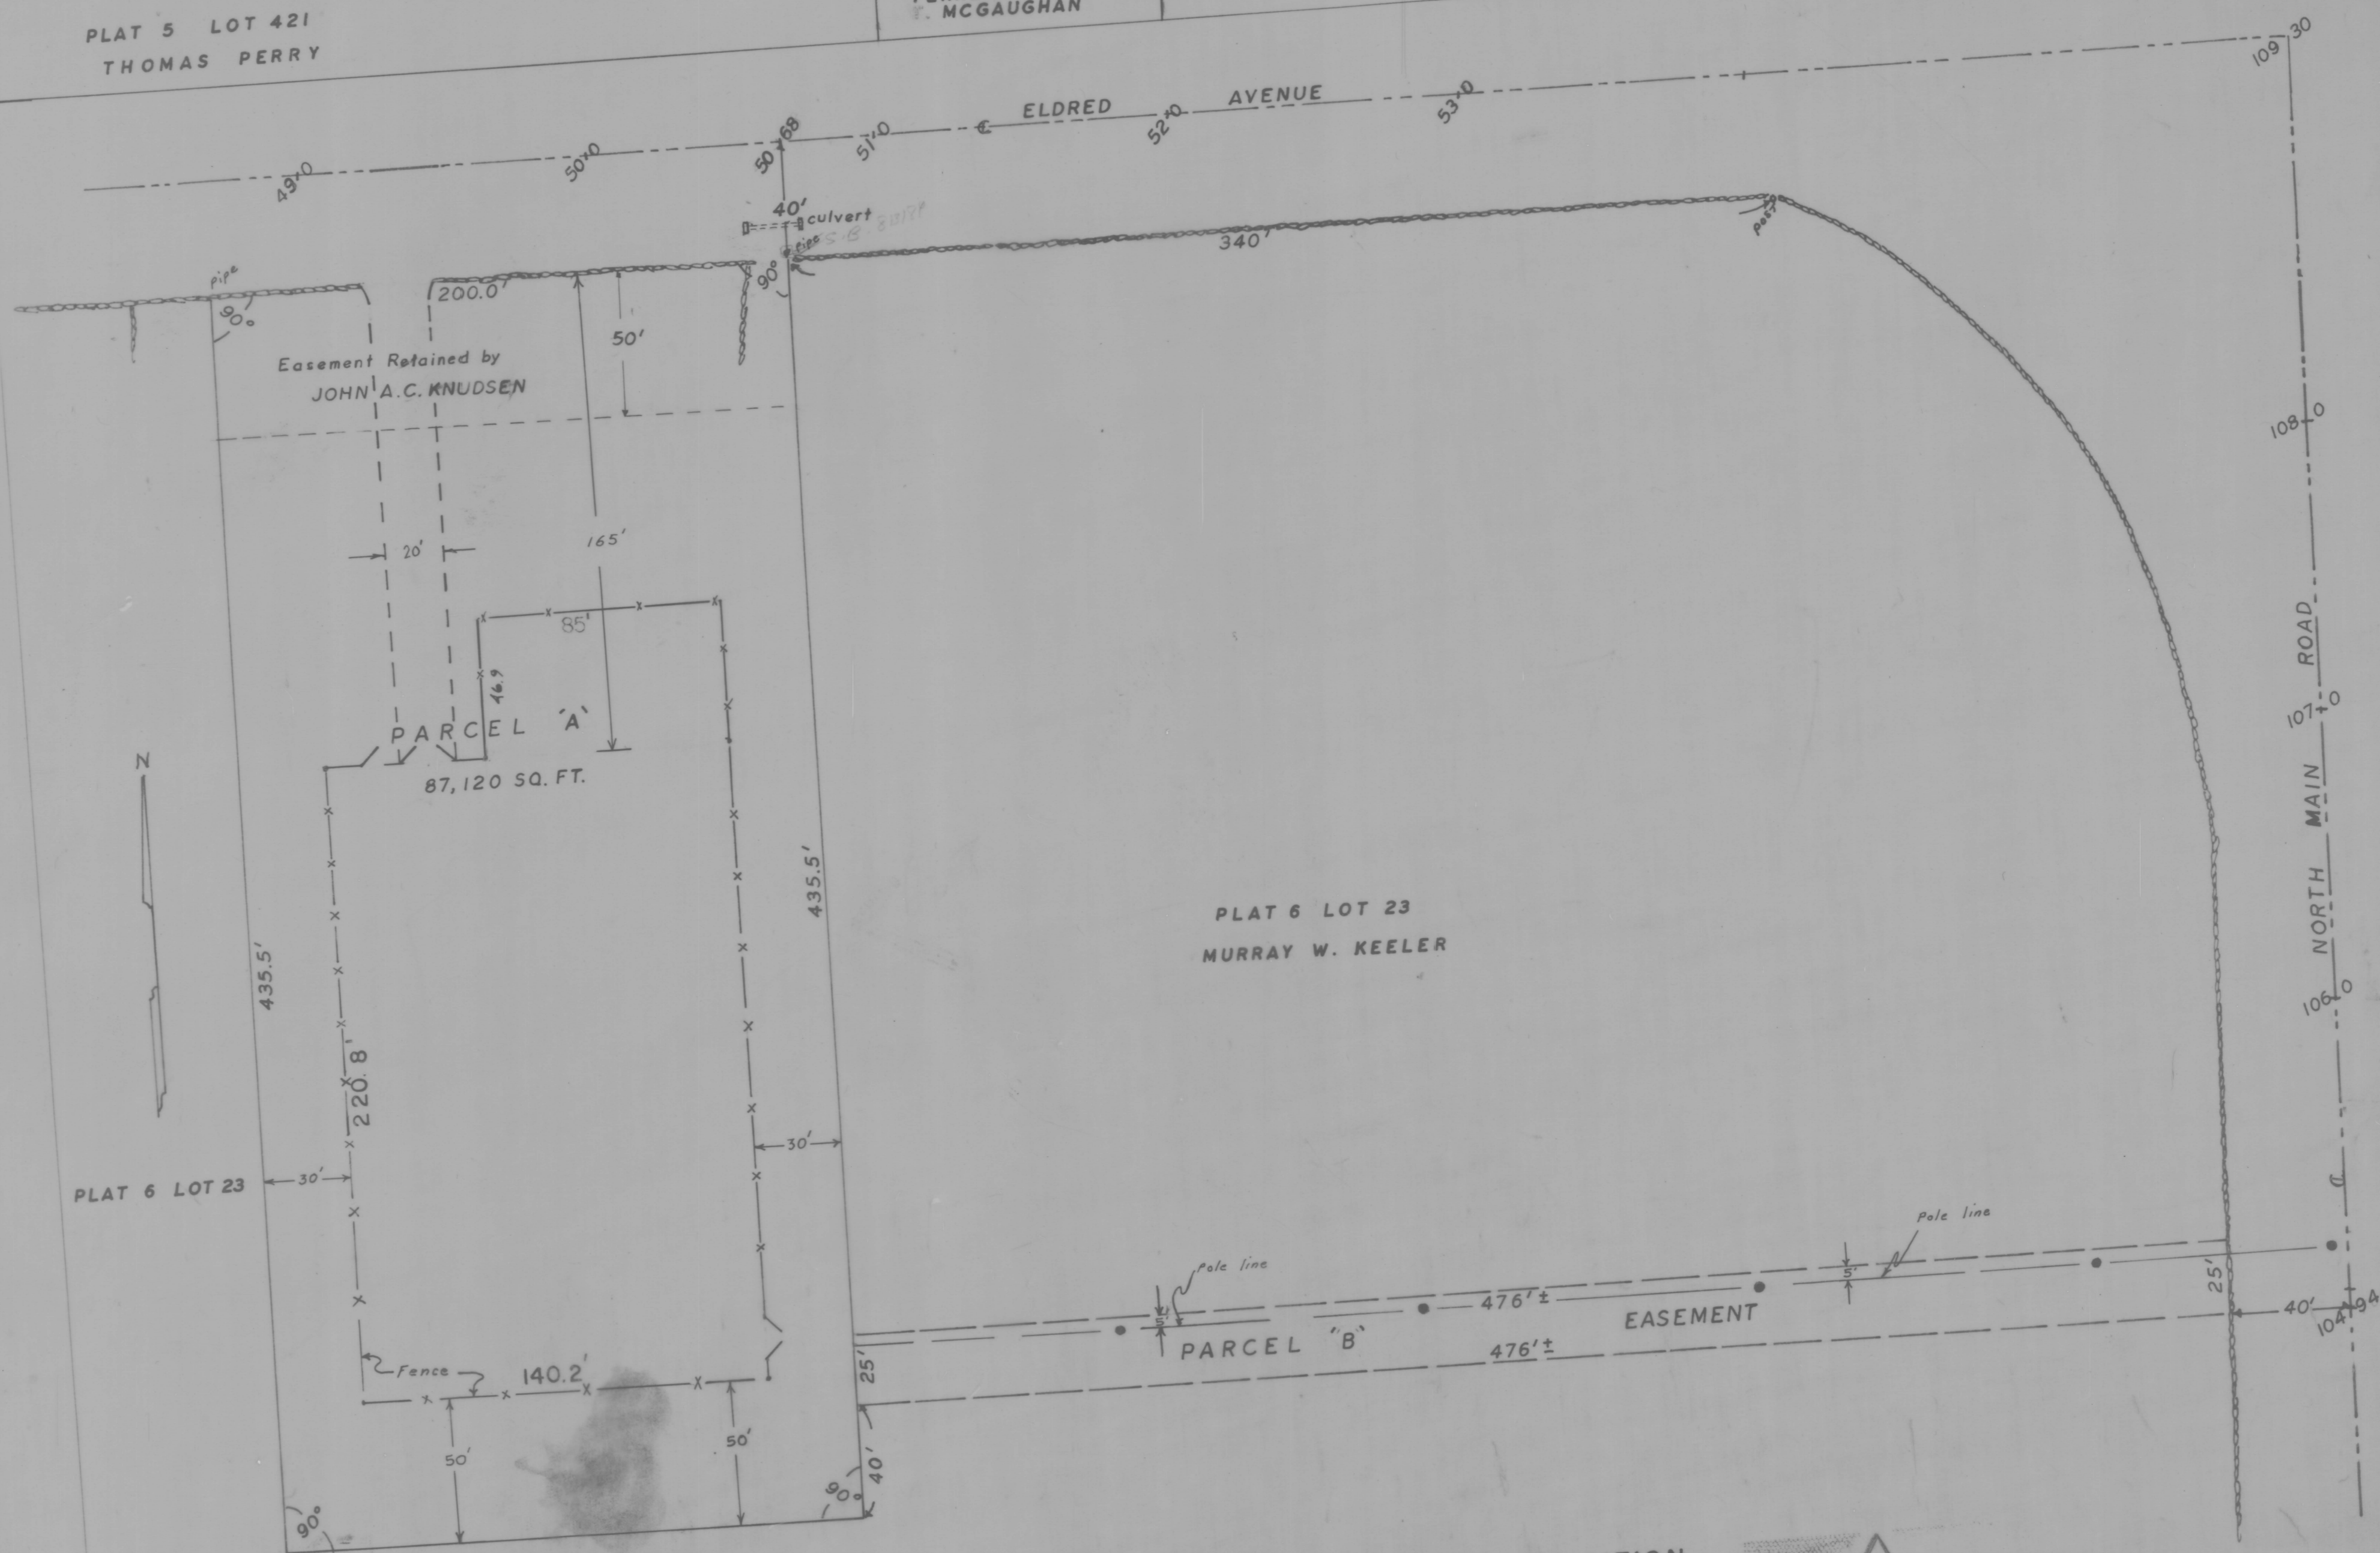 PLAT 5 LOT 421
THOMAS PERRY
MCGAUGHAN
ELDRED AVENUE
49+0
50+0
50+68
51+0
52+0
53+0
109 30
40'
culvert
pipe
90°
340'
post
pipe
90°
200.0'
50'
Easement Retained by
JOHN A.C. KNUDSEN
108+0
20'
165'
85'
46.9
PARCEL "A"
87,120 SQ. FT.
N
NORTH MAIN ROAD
107+0
106+0
435.5'
435.5'
220.8'
PLAT 6 LOT 23
MURRAY W. KEELER
30'
30'
PLAT 6 LOT 23
Pole line
Pole line
5'
5'
476'±
EASEMENT
PARCEL "B"
476'±
25'
25'
40'
104+94
Fence
140.2'
50'
50'
40'
90°
90°